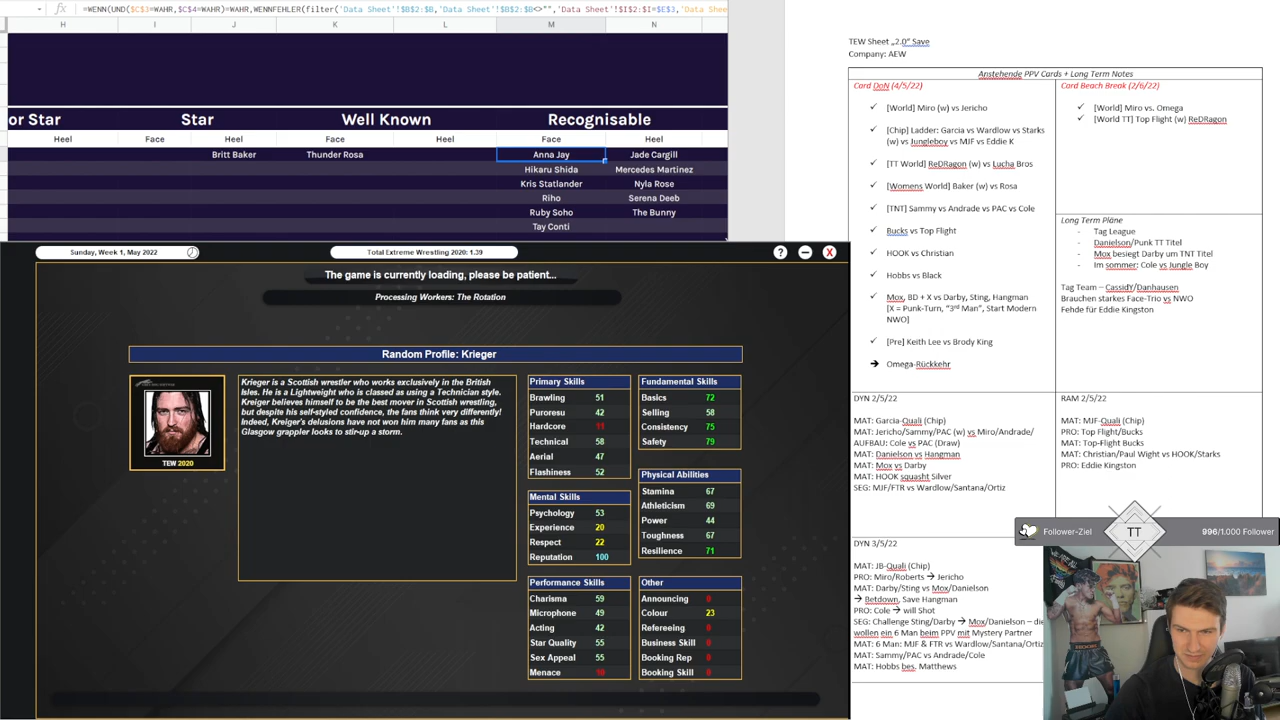 =WENN(UND($C$3=WAHR,$C$4=WAHR)=WAHR,WENNFEHLER(filter('Data Sheet'!$B$2:$B,'Data Sheet'!$B$2:$B<>"",'Data Sheet'!$I$2:$I=$E$3,'Data Shee
H I J K L M N
or Star Star Well Known Recognisable
Heel Face Heel Face Heel Face Heel
Britt Baker Thunder Rosa Anna Jay Jade Cargill
Hikaru Shida Mercedes Martinez
Kris Statlander Nyla Rose
Riho Serena Deeb
Ruby Soho The Bunny
Tay Conti
Sunday, Week 1, May 2022
Total Extreme Wrestling 2020: 1.39
? – X
The game is currently loading, please be patient...
Processing Workers: The Rotation
Random Profile: Krieger
TEW 2020
Krieger is a Scottish wrestler who works exclusively in the British
Isles. He is a Lightweight who is classed as using a Technician style.
Krieger believes himself to be the best mover in Scottish wrestling,
but despite his self-styled confidence, the fans think very differently!
Indeed, Krieger's delusions have not won him many fans as this
Glasgow grappler looks to stir-up a storm.
Primary Skills
Brawling 51
Puroresu 42
Hardcore 11
Technical 58
Aerial 47
Flashiness 52
Mental Skills
Psychology 53
Experience 20
Respect 22
Reputation 100
Performance Skills
Charisma 59
Microphone 49
Acting 42
Star Quality 55
Sex Appeal 55
Menace
Fundamental Skills
Basics 72
Selling 58
Consistency 75
Safety 79
Physical Abilities
Stamina 67
Athleticism 69
Power 44
Toughness 67
Resilience 71
Other
Announcing 0
Colour 23
Refereeing 0
Business Skill 0
Booking Rep 0
Booking Skill 0
TEW Sheet „2.0“ Save
Company: AEW
Anstehende PPV Cards + Long Term Notes
Card DoN (4/5/22)
✓ [World] Miro (w) vs Jericho
✓ [Chip] Ladder: Garcia vs Wardlow vs Starks
(w) vs Jungleboy vs MJF vs Eddie K
✓ [TT World] ReDRagon (w) vs Lucha Bros
✓ [Womens World] Baker (w) vs Rosa
✓ [TNT] Sammy vs Andrade vs PAC vs Cole
✓ Bucks vs Top Flight
✓ HOOK vs Christian
✓ Hobbs vs Black
✓ Mox, BD + X vs Darby, Sting, Hangman
[X = Punk-Turn, “3rd Man”, Start Modern
NWO]
✓ [Pre] Keith Lee vs Brody King
➔ Omega-Rückkehr
Card Beach Break (2/6/22)
✓ [World] Miro vs. Omega
✓ [World TT] Top Flight (w) ReDRagon
Long Term Pläne
- Tag League
- Danielson/Punk TT Titel
- Mox besiegt Darby um TNT Titel
- Im sommer: Cole vs Jungle Boy
Tag Team – CassidY/Danhausen
Brauchen starkes Face-Trio vs NWO
Fehde für Eddie Kingston
DYN 2/5/22
MAT: Garcia-Quali (Chip)
MAT: Jericho/Sammy/PAC (w) vs Miro/Andrade/
AUFBAU: Cole vs PAC (Draw)
MAT: Danielson vs Hangman
MAT: Mox vs Darby
MAT: HOOK squasht Silver
SEG: MJF/FTR vs Wardlow/Santana/Ortiz
RAM 2/5/22
MAT: MJF-Quali (Chip)
PRO: Top Flight/Bucks
MAT: Top-Flight Bucks
MAT: Christian/Paul Wight vs HOOK/Starks
PRO: Eddie Kingston
DYN 3/5/22
MAT: JB-Quali (Chip)
PRO: Miro/Roberts → Jericho
MAT: Darby/Sting vs Mox/Danielson
→ Betdown, Save Hangman
PRO: Cole → will Shot
SEG: Challenge Sting/Darby → Mox/Danielson – die
wollen ein 6 Man beim PPV mit Mystery Partner
MAT: 6 Man: MJF & FTR vs Wardlow/Santana/Ortiz
MAT: Sammy/PAC vs Andrade/Cole
MAT: Hobbs bes. Matthews
Follower-Ziel TT 996/1.000 Follower